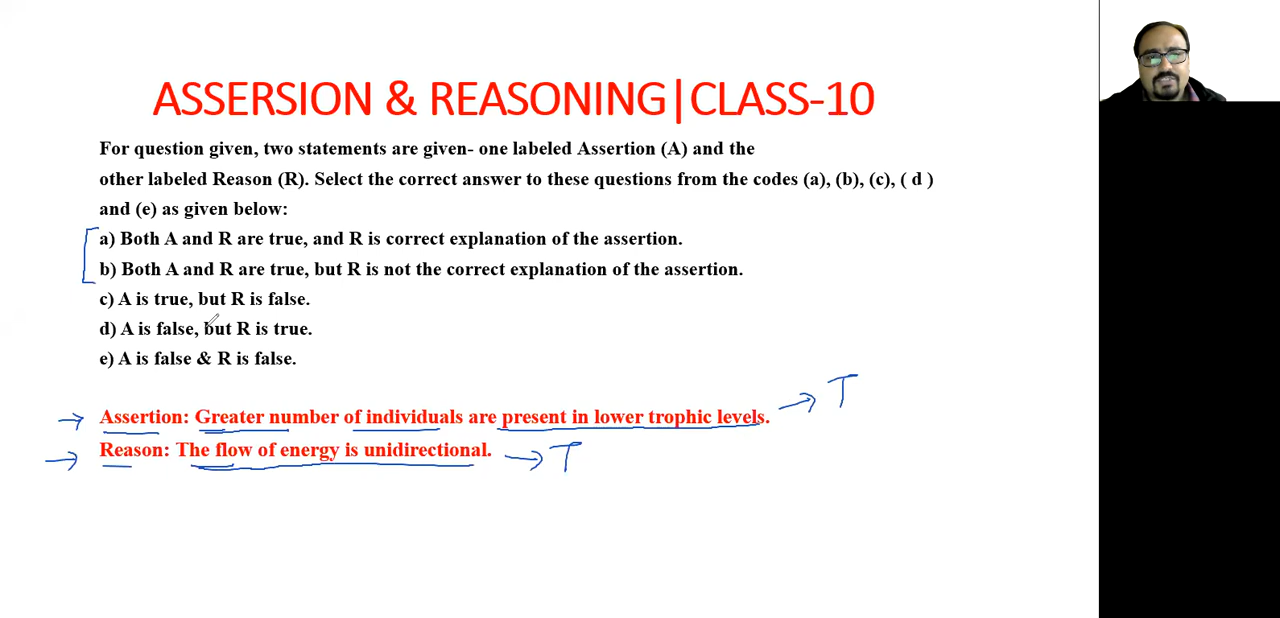 ASSERSION & REASONING|CLASS-10
For question given, two statements are given- one labeled Assertion (A) and the
other labeled Reason (R). Select the correct answer to these questions from the codes (a), (b), (c), ( d )
and (e) as given below:
a) Both A and R are true, and R is correct explanation of the assertion.
b) Both A and R are true, but R is not the correct explanation of the assertion.
c) A is true, but R is false.
d) A is false, but R is true.
e) A is false & R is false.
→ Assertion: Greater number of individuals are present in lower trophic levels. → T
→ Reason: The flow of energy is unidirectional. → T